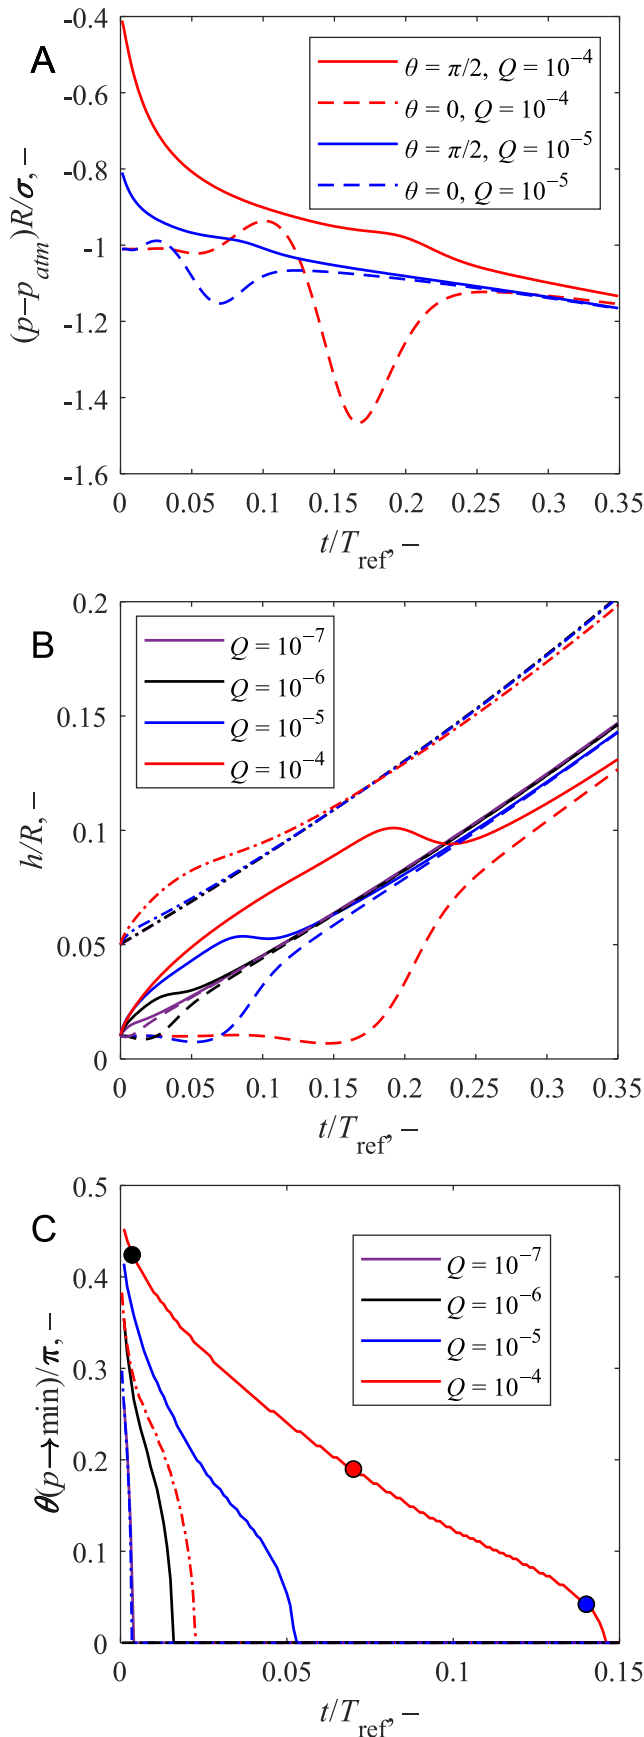 A
-0.4
-0.6
-0.8
-1
-1.2
-1.4
-1.6
(p−p_atm)R/σ, –
θ = π/2, Q = 10⁻⁴
θ = 0, Q = 10⁻⁴
θ = π/2, Q = 10⁻⁵
θ = 0, Q = 10⁻⁵
0 0.05 0.1 0.15 0.2 0.25 0.3 0.35
t/T_ref, –
B
0.2
0.15
0.1
0.05
0
h/R, –
Q = 10⁻⁷
Q = 10⁻⁶
Q = 10⁻⁵
Q = 10⁻⁴
0 0.05 0.1 0.15 0.2 0.25 0.3 0.35
t/T_ref, –
C
0.5
0.4
0.3
0.2
0.1
0
θ(p→min)/π, –
Q = 10⁻⁷
Q = 10⁻⁶
Q = 10⁻⁵
Q = 10⁻⁴
0 0.05 0.1 0.15
t/T_ref, –